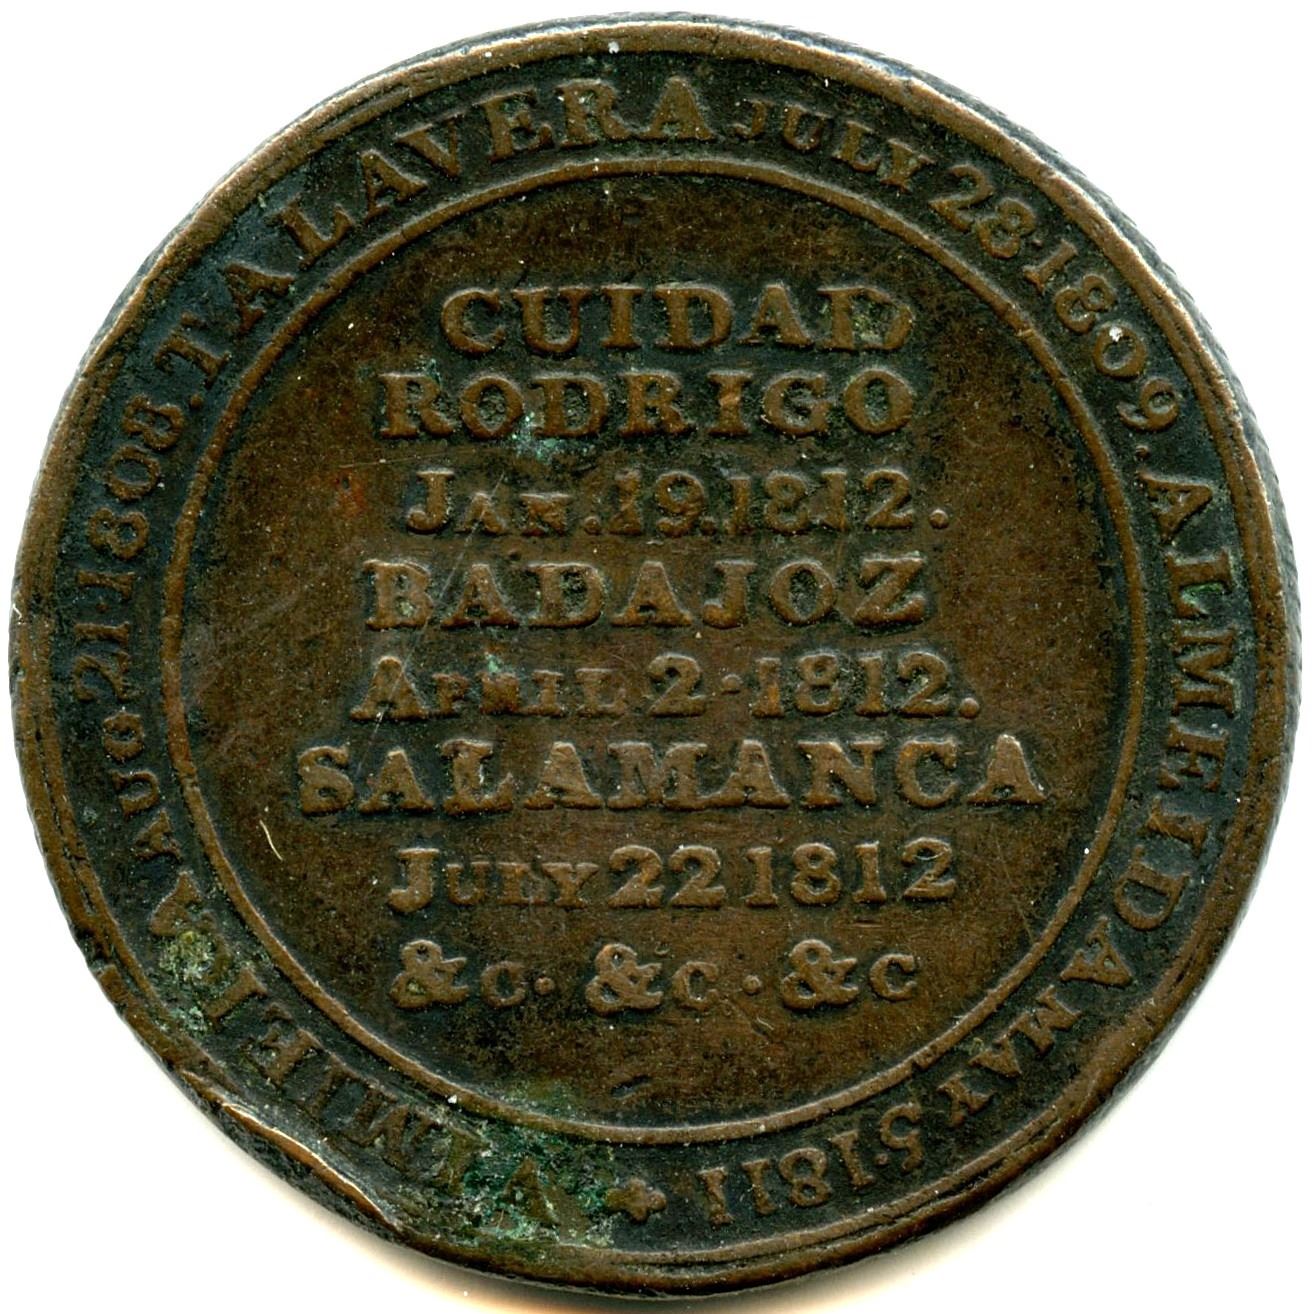 VIMIERA AUG 21·1808. TALAVERA JULY 28·1809. ALMEIDA MAY 5·1811
CUIDAD
RODRIGO
JAN. 19. 1812.
BADAJOZ
APRIL 2·1812.
SALAMANCA
JULY 22 1812
&C· &C· &C